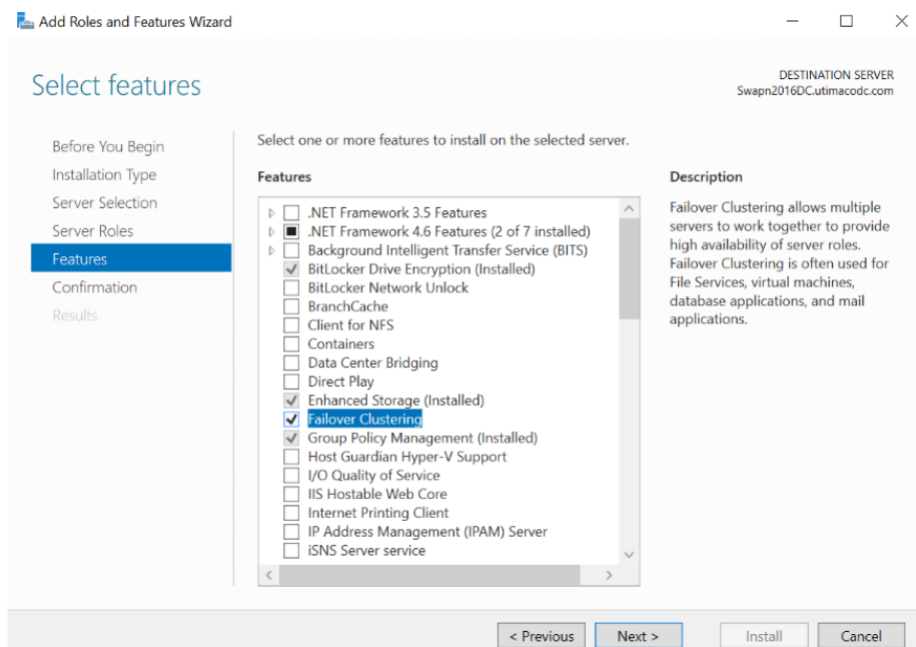 Add Roles and Features Wizard
Select features
DESTINATION SERVER
Swapn2016DC.utimacodc.com
Before You Begin
Installation Type
Server Selection
Server Roles
Features
Confirmation
Results
Select one or more features to install on the selected server.
Features
.NET Framework 3.5 Features
.NET Framework 4.6 Features (2 of 7 installed)
Background Intelligent Transfer Service (BITS)
BitLocker Drive Encryption (Installed)
BitLocker Network Unlock
BranchCache
Client for NFS
Containers
Data Center Bridging
Direct Play
Enhanced Storage (Installed)
Failover Clustering
Group Policy Management (Installed)
Host Guardian Hyper-V Support
I/O Quality of Service
IIS Hostable Web Core
Internet Printing Client
IP Address Management (IPAM) Server
iSNS Server service
Description
Failover Clustering allows multiple
servers to work together to provide
high availability of server roles.
Failover Clustering is often used for
File Services, virtual machines,
database applications, and mail
applications.
< Previous
Next >
Install
Cancel